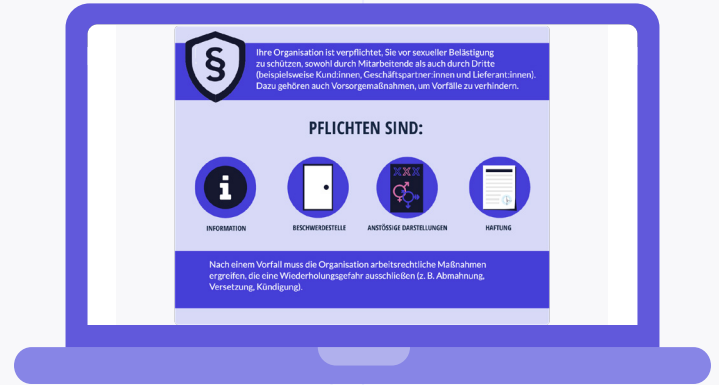 §
Ihre Organisation ist verpflichtet, Sie vor sexueller Belästigung
zu schützen, sowohl durch Mitarbeitende als auch durch Dritte
(beispielsweise Kund:innen, Geschäftspartner:innen und Lieferant:innen).
Dazu gehören auch Vorsorgemaßnahmen, um Vorfälle zu verhindern.
PFLICHTEN SIND:
i
XXX
INFORMATION
BESCHWERDESTELLE
ANSTÖSSIGE DARSTELLUNGEN
HAFTUNG
Nach einem Vorfall muss die Organisation arbeitsrechtliche Maßnahmen
ergreifen, die eine Wiederholungsgefahr ausschließen (z. B. Abmahnung,
Versetzung, Kündigung).